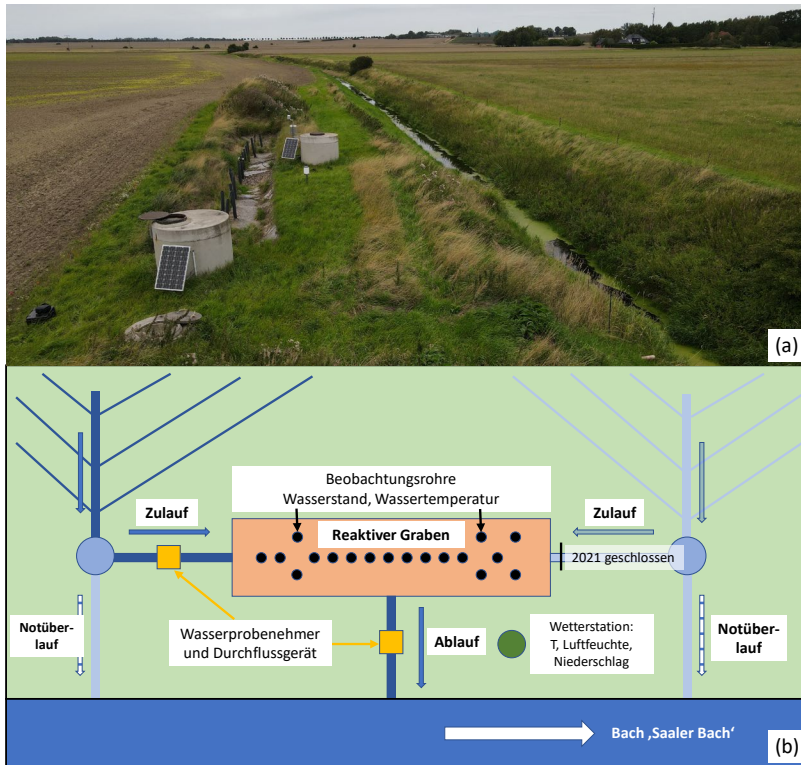 (a)
Beobachtungsrohre
Wasserstand, Wassertemperatur
Zulauf
Zulauf
Reaktiver Graben
2021 geschlossen
Notüber-
lauf
Wasserprobenehmer
und Durchflussgerät
Ablauf
Wetterstation:
T, Luftfeuchte,
Niederschlag
Notüber-
lauf
Bach ‚Saaler Bach‘
(b)